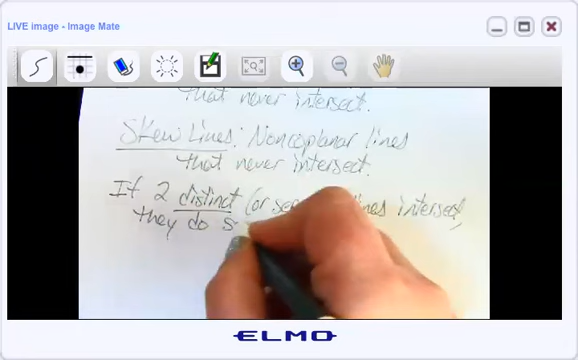 LIVE image - Image Mate
that never intersect.
Skew Lines: Noncoplanar lines
that never intersect.
If 2 distinct (or lines intersect,
they do s
ELMO